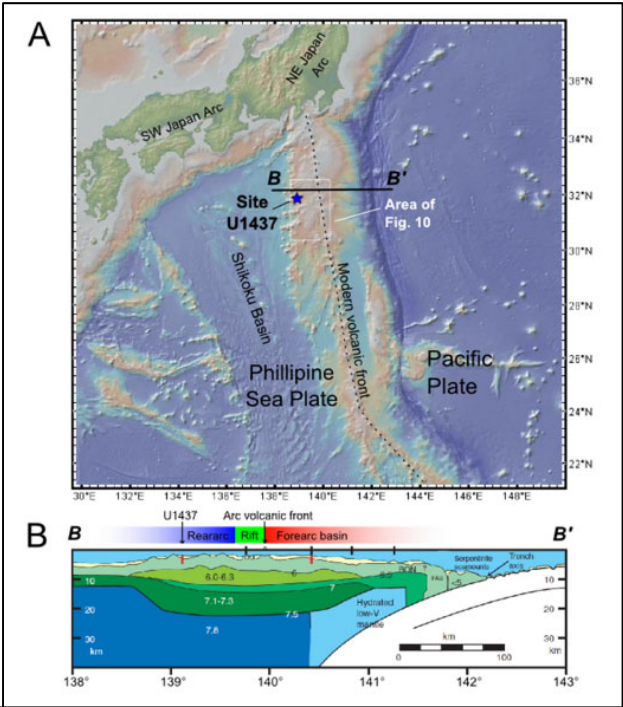 A
NE Japan
Arc
SW Japan Arc
36°N
34°N
B B'
32°N
Site
U1437
Area of
Fig. 10
30°N
Shikoku Basin
Modern volcanic front
28°N
Phillipine
Sea Plate
Pacific
Plate
26°N
24°N
22°N
30°E 132°E 134°E 136°E 138°E 140°E 142°E 144°E 146°E 148°E
U1437 Arc volcanic front
B B'
Reararc Rift Forearc basin
B
Serpentinite
seamounts
Trench
axis
BON
6.0-6.3 6
7
<5
10 10
7.1-7.3
7.5
Hydrated
low-V
mantle
20 20
7.8
km
30 30
km
0 100
138° 139° 140° 141° 142° 143°